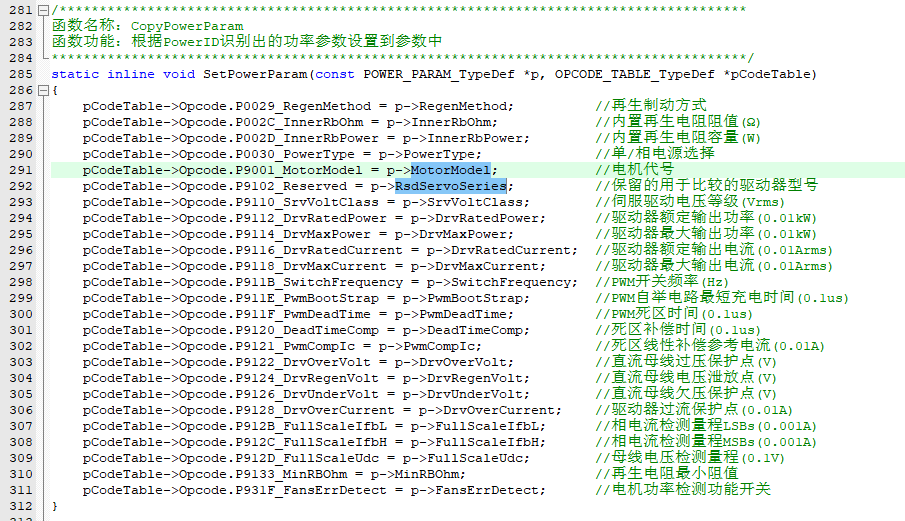 281 /*************************************************************************************
282 函数名称: CopyPowerParam
283 函数功能: 根据PowerID识别出的功率参数设置到参数中
284 *************************************************************************************/
285 static inline void SetPowerParam(const POWER_PARAM_TypeDef *p, OPCODE_TABLE_TypeDef *pCodeTable)
286 {
287 pCodeTable->Opcode.P0029_RegenMethod = p->RegenMethod; //再生制动方式
288 pCodeTable->Opcode.P002C_InnerRbOhm = p->InnerRbOhm; //内置再生电阻阻值(Ω)
289 pCodeTable->Opcode.P002D_InnerRbPower = p->InnerRbPower; //内置再生电阻容量(W)
290 pCodeTable->Opcode.P0030_PowerType = p->PowerType; //单/相电源选择
291 pCodeTable->Opcode.P9001_MotorModel = p->MotorModel; //电机代号
292 pCodeTable->Opcode.P9102_Reserved = p->RsdServoSeries; //保留的用于比较的驱动器型号
293 pCodeTable->Opcode.P9110_SrvVoltClass = p->SrvVoltClass; //伺服驱动电压等级(Vrms)
294 pCodeTable->Opcode.P9112_DrvRatedPower = p->DrvRatedPower; //驱动器额定输出功率(0.01kW)
295 pCodeTable->Opcode.P9114_DrvMaxPower = p->DrvMaxPower; //驱动器最大输出功率(0.01kW)
296 pCodeTable->Opcode.P9116_DrvRatedCurrent = p->DrvRatedCurrent; //驱动器额定输出电流(0.01Arms)
297 pCodeTable->Opcode.P9118_DrvMaxCurrent = p->DrvMaxCurrent; //驱动器最大输出电流(0.01Arms)
298 pCodeTable->Opcode.P911B_SwitchFrequency = p->SwitchFrequency; //PWM开关频率(Hz)
299 pCodeTable->Opcode.P911E_PwmBootStrap = p->PwmBootStrap; //PWM自举电路最短充电时间(0.1us)
300 pCodeTable->Opcode.P911F_PwmDeadTime = p->PwmDeadTime; //PWM死区时间(0.1us)
301 pCodeTable->Opcode.P9120_DeadTimeComp = p->DeadTimeComp; //死区补偿时间(0.1us)
302 pCodeTable->Opcode.P9121_PwmCompIc = p->PwmCompIc; //死区线性补偿参考电流(0.01A)
303 pCodeTable->Opcode.P9122_DrvOverVolt = p->DrvOverVolt; //直流母线过压保护点(V)
304 pCodeTable->Opcode.P9124_DrvRegenVolt = p->DrvRegenVolt; //直流母线电压泄放点(V)
305 pCodeTable->Opcode.P9126_DrvUnderVolt = p->DrvUnderVolt; //直流母线欠压保护点(V)
306 pCodeTable->Opcode.P9128_DrvOverCurrent = p->DrvOverCurrent; //驱动器过流保护点(0.01A)
307 pCodeTable->Opcode.P912B_FullScaleIfbL = p->FullScaleIfbL; //相电流检测量程LSBs(0.001A)
308 pCodeTable->Opcode.P912C_FullScaleIfbH = p->FullScaleIfbH; //相电流检测量程MSBs(0.001A)
309 pCodeTable->Opcode.P912D_FullScaleUdc = p->FullScaleUdc; //母线电压检测量程(0.1V)
310 pCodeTable->Opcode.P9133_MinRBOhm = p->MinRBOhm; //再生电阻最小阻值
311 pCodeTable->Opcode.P931F_FansErrDetect = p->FansErrDetect; //电机功率检测功能开关
312 }